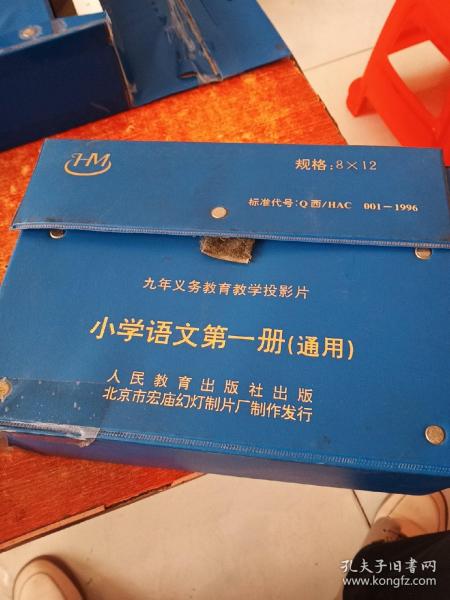 HM
规格:8×12
标准代号:Q西/HAC 001-1996
九年义务教育教学投影片
小学语文第一册(通用)
人民教育出版社出版
北京市宏庙幻灯制片厂制作发行
孔夫子旧书网
www.kongfz.com